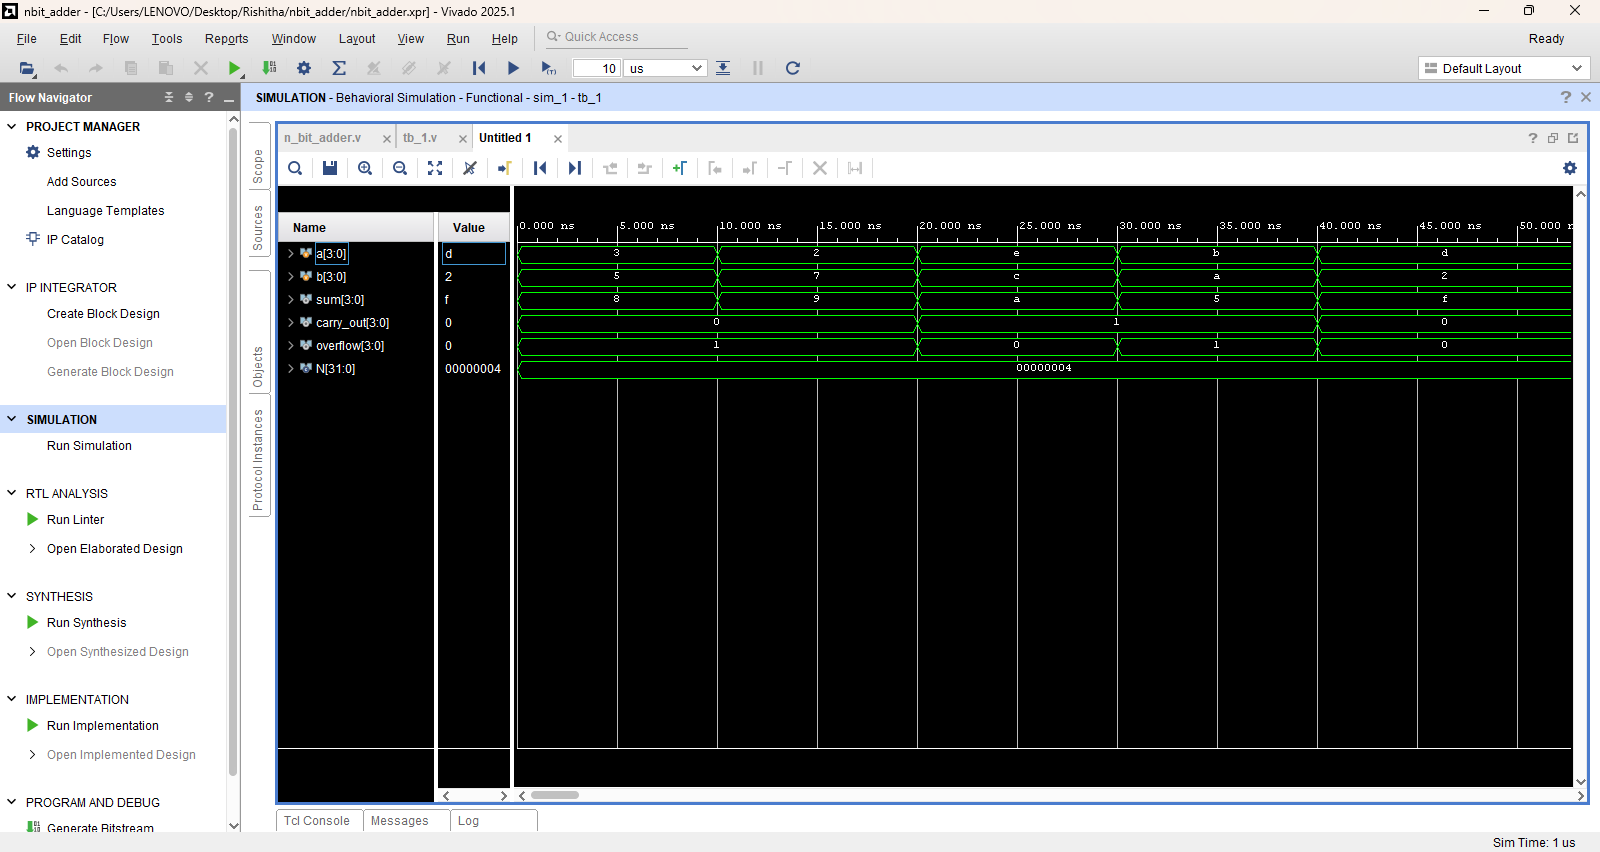 nbit_adder - [C:/Users/LENOVO/Desktop/Rishitha/nbit_adder/nbit_adder.xpr] - Vivado 2025.1
File Edit Flow Tools Reports Window Layout View Run Help Quick Access Ready
10 us Default Layout
Flow Navigator
SIMULATION - Behavioral Simulation - Functional - sim_1 - tb_1
PROJECT MANAGER
Settings
Add Sources
Language Templates
IP Catalog
IP INTEGRATOR
Create Block Design
Open Block Design
Generate Block Design
SIMULATION
Run Simulation
RTL ANALYSIS
Run Linter
Open Elaborated Design
SYNTHESIS
Run Synthesis
Open Synthesized Design
IMPLEMENTATION
Run Implementation
Open Implemented Design
PROGRAM AND DEBUG
Generate Bitstream
Scope
Sources
Objects
Protocol Instances
n_bit_adder.v tb_1.v Untitled 1
Name Value
0.000 ns 5.000 ns 10.000 ns 15.000 ns 20.000 ns 25.000 ns 30.000 ns 35.000 ns 40.000 ns 45.000 ns 50.000 n
a[3:0] d 3 2 e b d
b[3:0] 2 5 7 c a 2
sum[3:0] f 8 9 a 5 f
carry_out[3:0] 0 0 1 0
overflow[3:0] 0 1 0 1 0
N[31:0] 00000004 00000004
Tcl Console Messages Log
Sim Time: 1 us